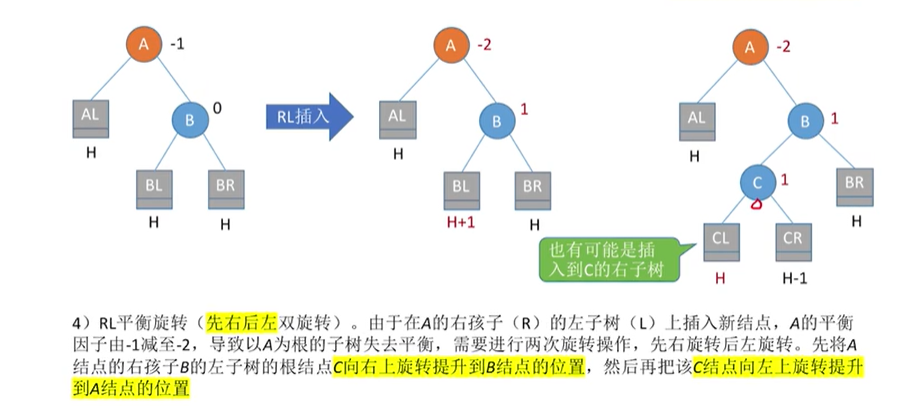 A -1
AL
H
B 0
BL
H
BR
H
RL插入
A -2
AL
H
B 1
BL
H+1
BR
H
A -2
AL
H
B 1
C 1
BR
H
CL
H
CR
H-1
也有可能是插
入到C的右子树
4）RL平衡旋转（先右后左双旋转）。由于在A的右孩子（R）的左子树（L）上插入新结点，A的平衡
因子由-1减至-2，导致以A为根的子树失去平衡，需要进行两次旋转操作，先右旋转后左旋转。先将A
结点的右孩子B的左子树的根结点C向右上旋转提升到B结点的位置，然后再把该C结点向左上旋转提升
到A结点的位置